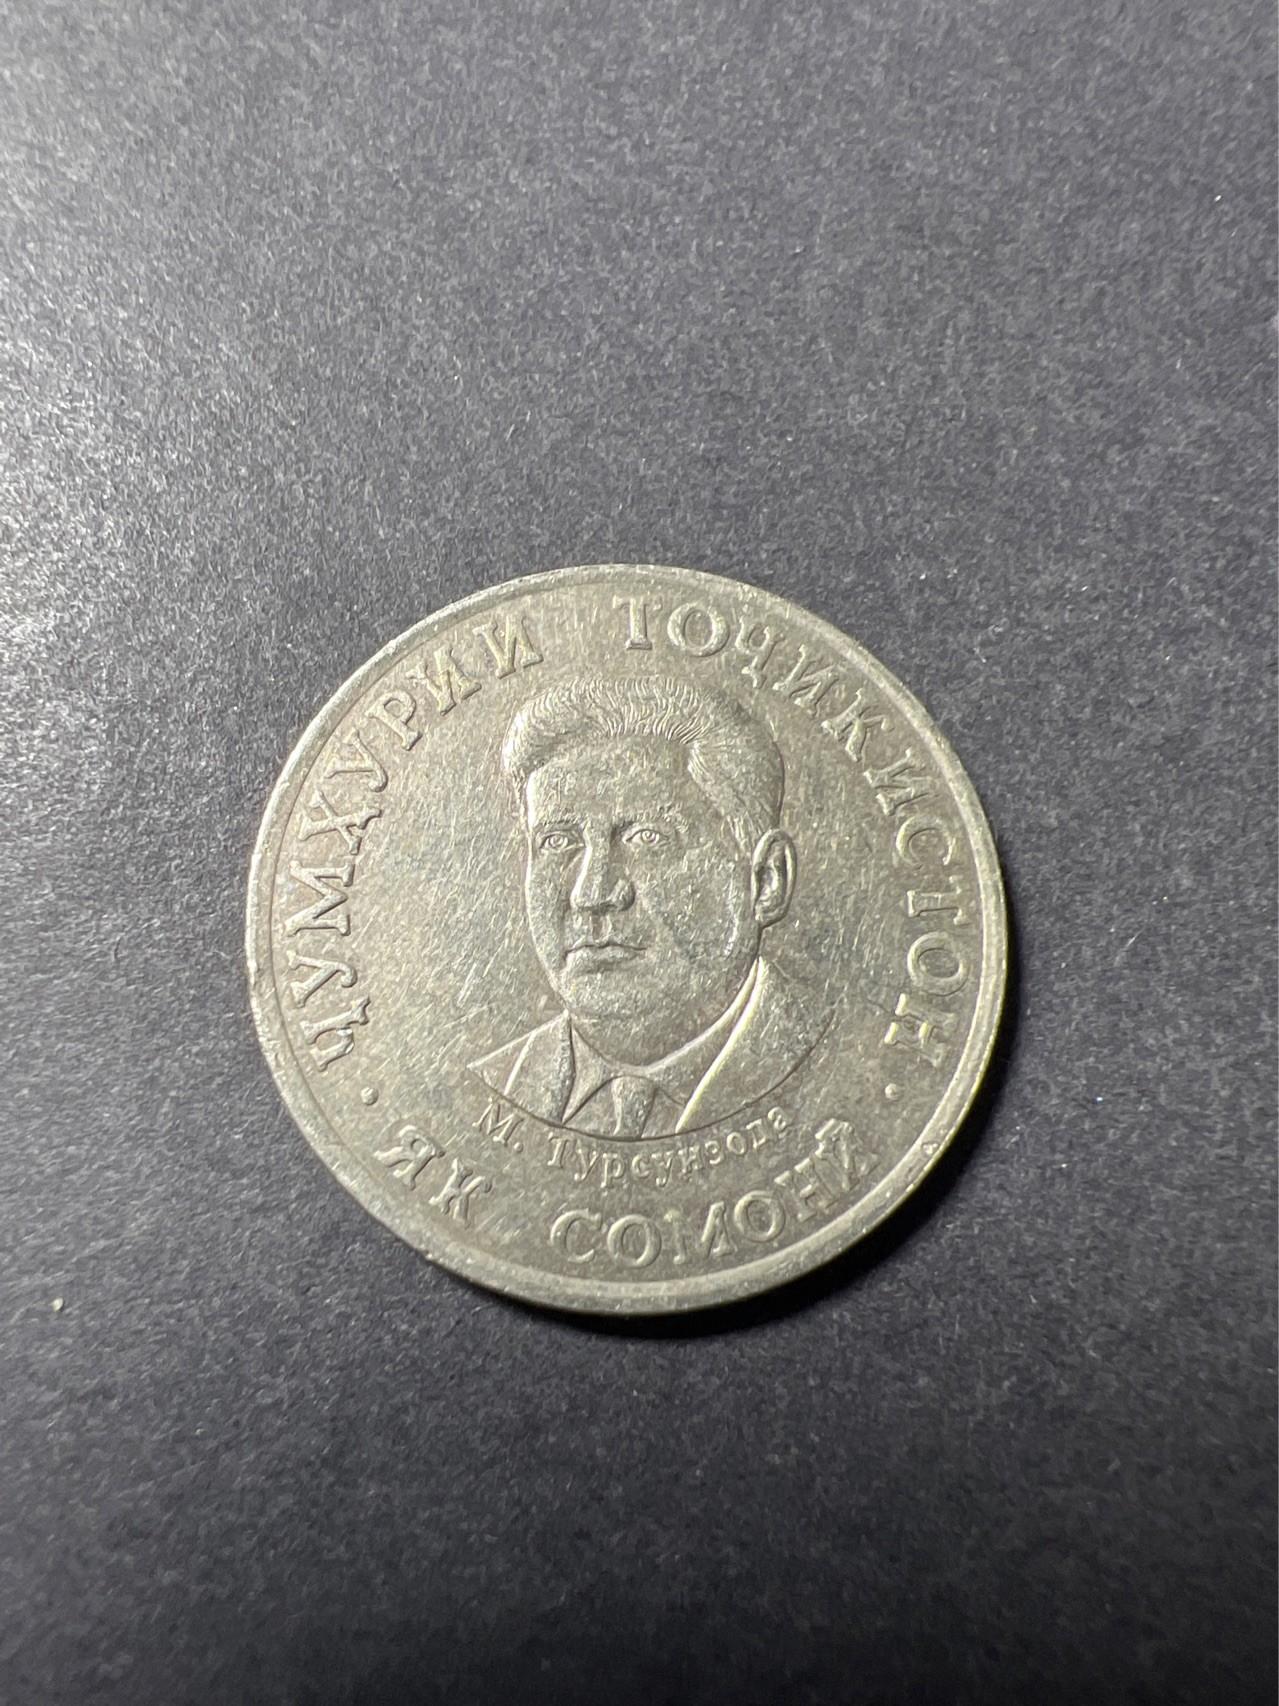 ҶУМҲУРИИ ТОҶИКИСТОН
М. Турсунзода
ЯК СОМОНӢ